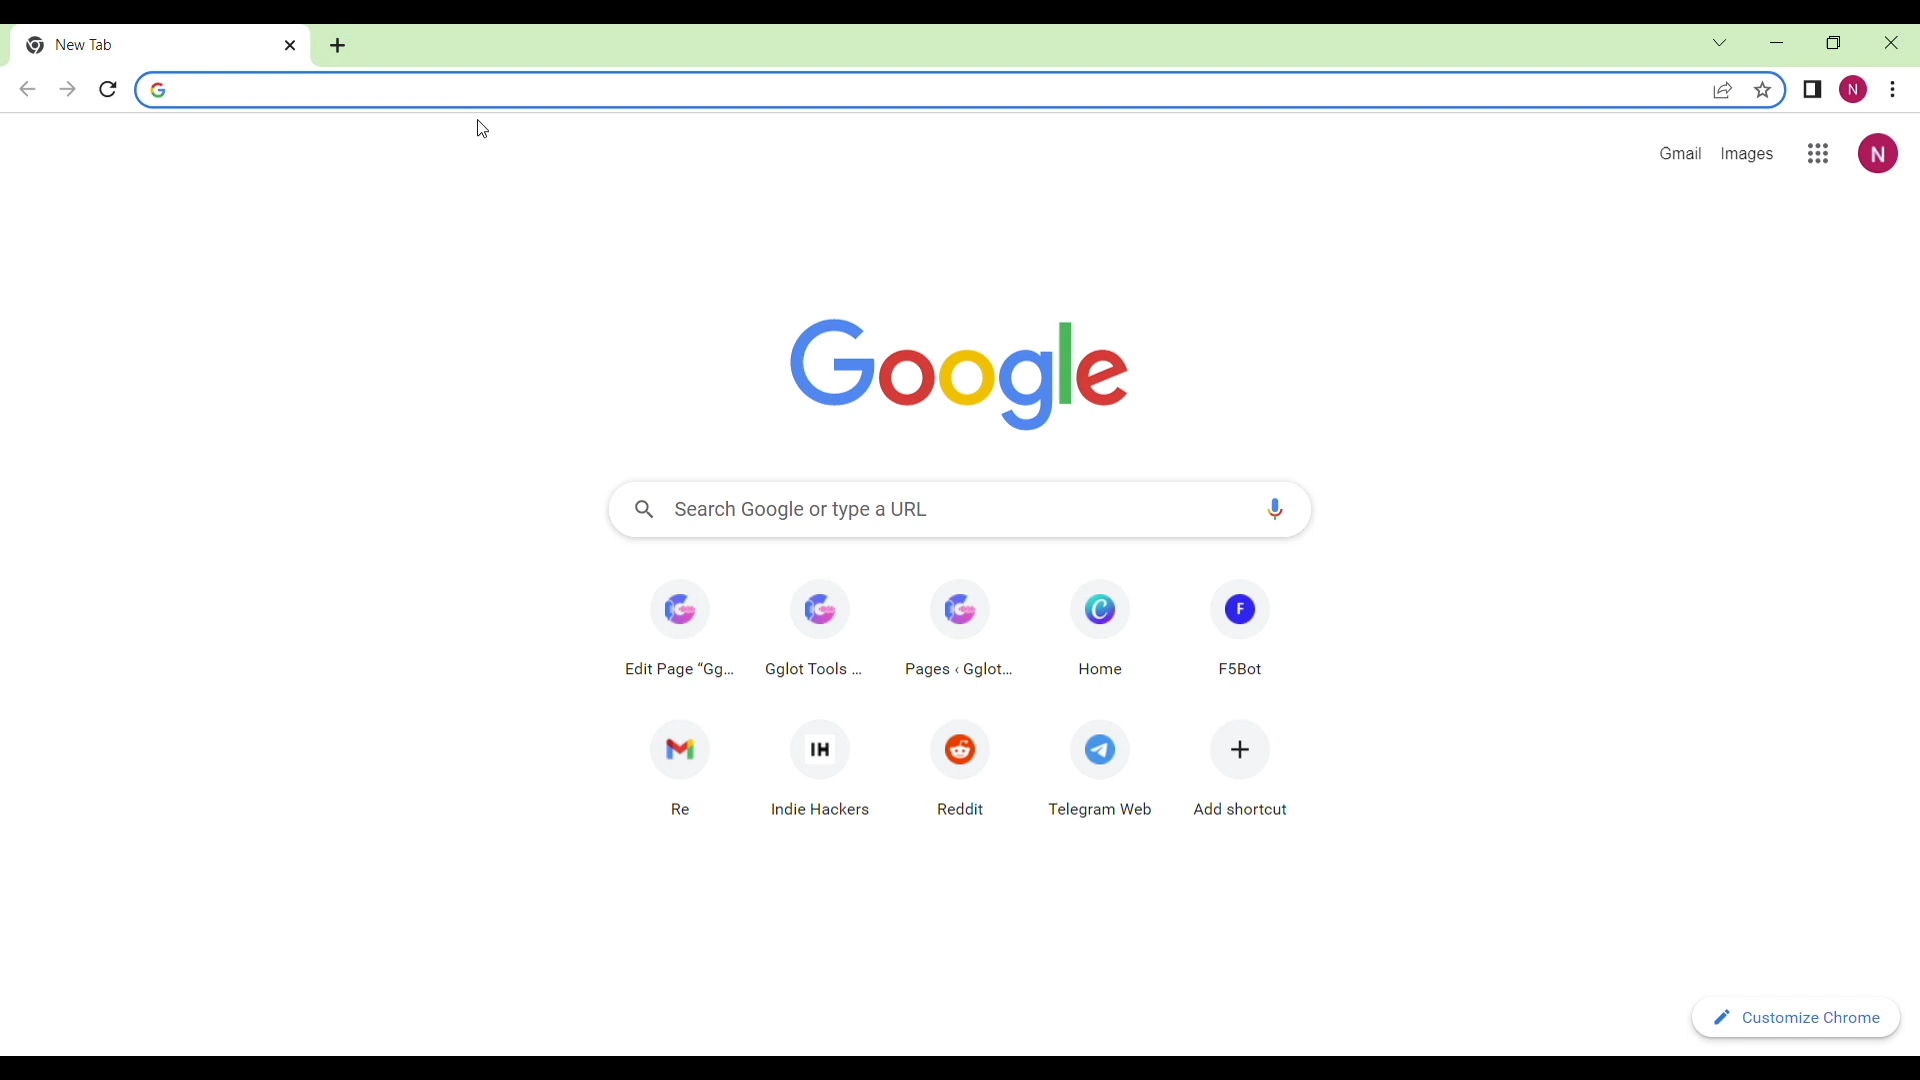 New Tab
N
Gmail Images N
Google
Search Google or type a URL
Edit Page “Gg... Gglot Tools ... Pages ‹ Gglot... Home F5Bot
F
IH
Re Indie Hackers Reddit Telegram Web Add shortcut
Customize Chrome